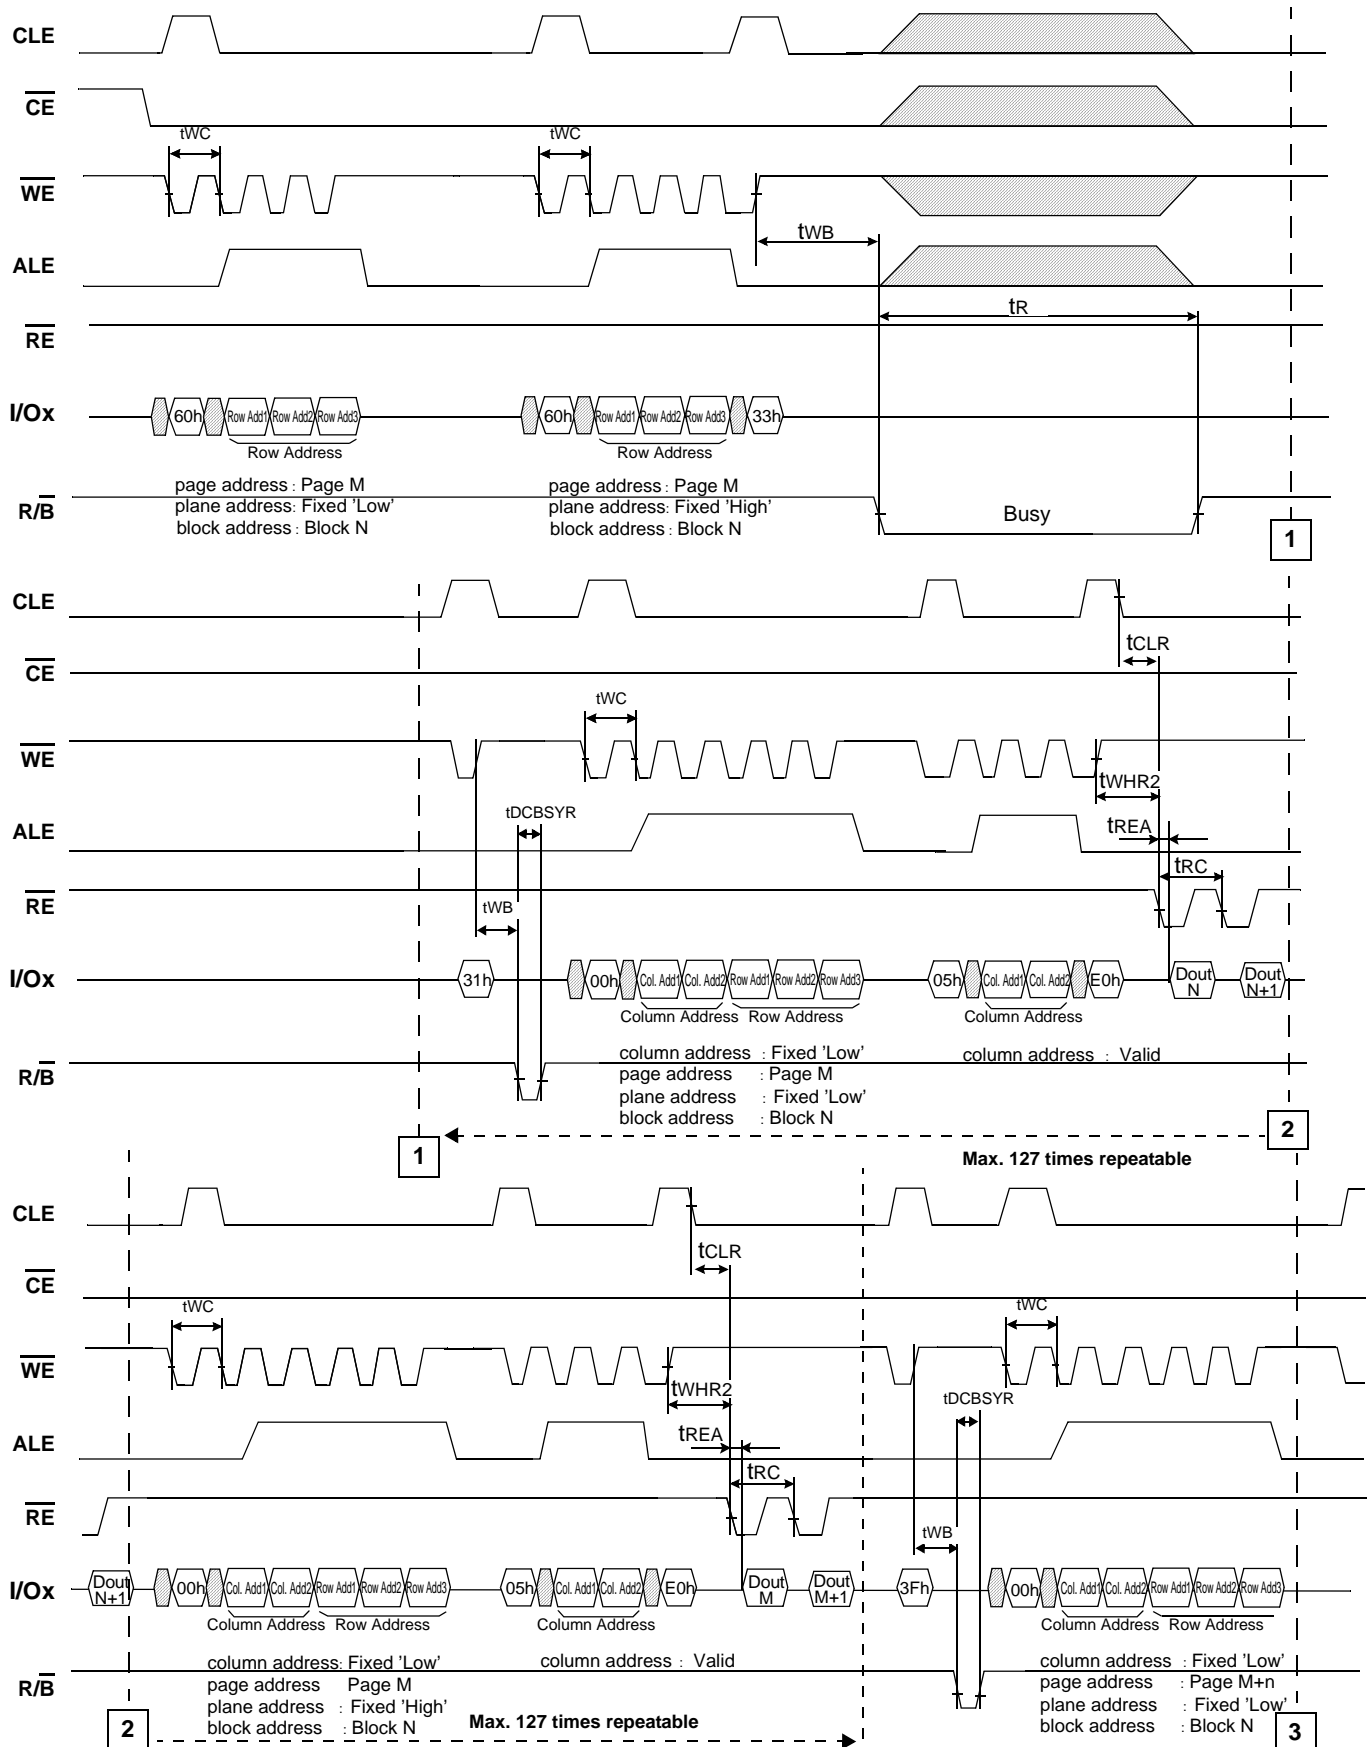 CLE
CE
tWC tWC
WE
tWB
ALE
tR
RE
I/Ox 60h Row Add1 Row Add2 Row Add3 60h Row Add1 Row Add2 Row Add3 33h
Row Address Row Address
page address : Page M page address : Page M
plane address: Fixed 'Low' plane address: Fixed 'High'
block address : Block N block address : Block N
R/B Busy
1
CLE
tCLR
CE
tWC
WE
tWHR2
tDCBSYR
ALE
tREA
tRC
RE
tWB
I/Ox 31h 00h Col. Add1 Col. Add2 Row Add1 Row Add2 Row Add3 05h Col. Add1 Col. Add2 E0h Dout N Dout N+1
Column Address Row Address Column Address
column address : Fixed 'Low' column address : Valid
page address : Page M
plane address : Fixed 'Low'
block address : Block N
R/B
1 2
Max. 127 times repeatable
CLE
tCLR
CE
tWC tWC
WE
tWHR2
tDCBSYR
ALE
tREA
tRC
RE
tWB
I/Ox Dout N+1 00h Col. Add1 Col. Add2 Row Add1 Row Add2 Row Add3 05h Col. Add1 Col. Add2 E0h Dout M Dout M+1 3Fh 00h Col. Add1 Col. Add2 Row Add1 Row Add2 Row Add3
Column Address Row Address Column Address Column Address Row Address
column address: Fixed 'Low' column address : Valid column address : Fixed 'Low'
page address Page M page address : Page M+n
plane address : Fixed 'High' plane address : Fixed 'Low'
block address : Block N block address : Block N
R/B
2 Max. 127 times repeatable 3